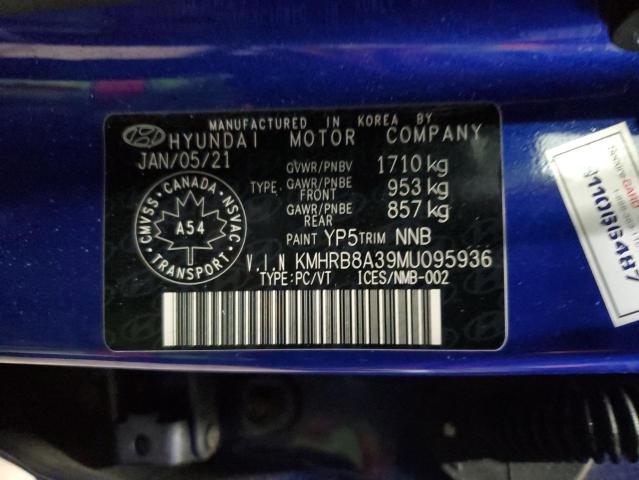 MANUFACTURED IN KOREA BY
HYUNDAI MOTOR COMPANY
JAN/05/21
GVWR/PNBV 1710 kg
TYPE. GAWR/PNBE FRONT 953 kg
GAWR/PNBE REAR 857 kg
CANADA
CMVSS
NSVAC
A54
TRANSPORT
PAINT YP5 TRIM NNB
V.I.N KMHRB8A39MU095936
TYPE:PC/VT ICES/NMB-002